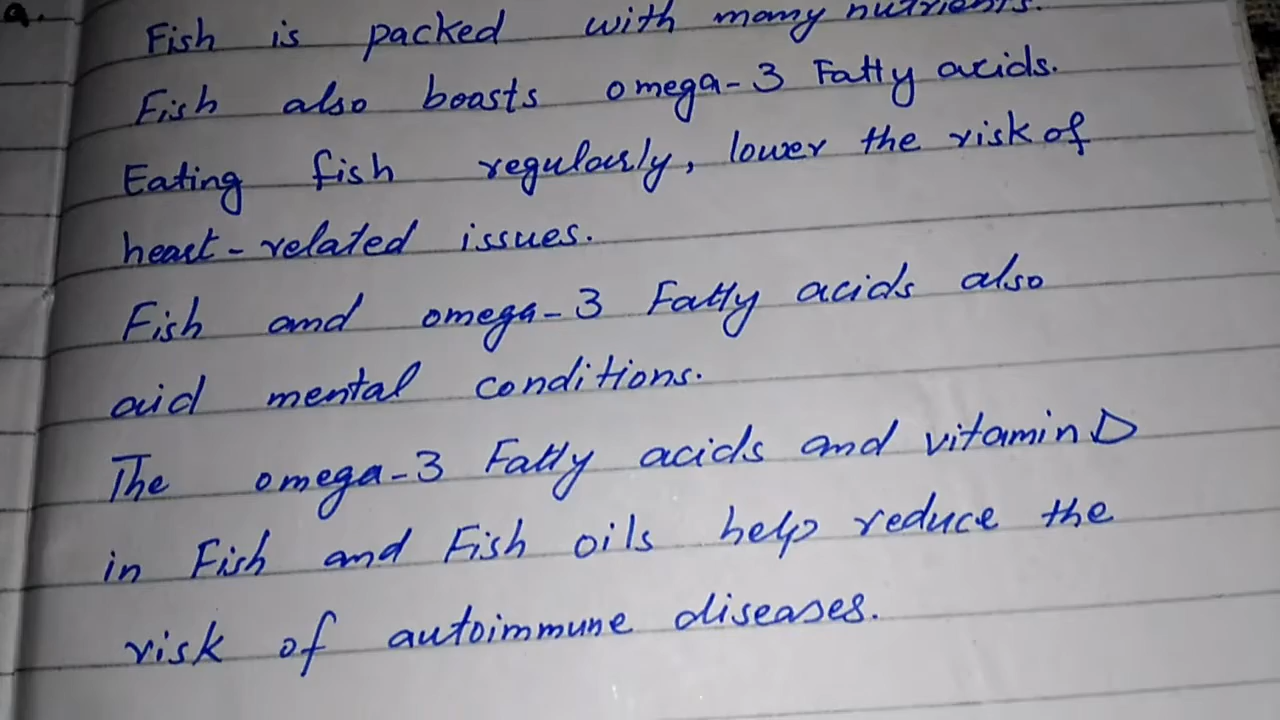 a.
Fish is packed with many nutrients.
Fish also boasts omega-3 Fatty acids.
Eating fish regularly, lower the risk of
heart-related issues.
Fish and omega-3 Fatty acids also
aid mental conditions.
The omega-3 Fatty acids and vitamin D
in Fish and Fish oils help reduce the
risk of autoimmune diseases.